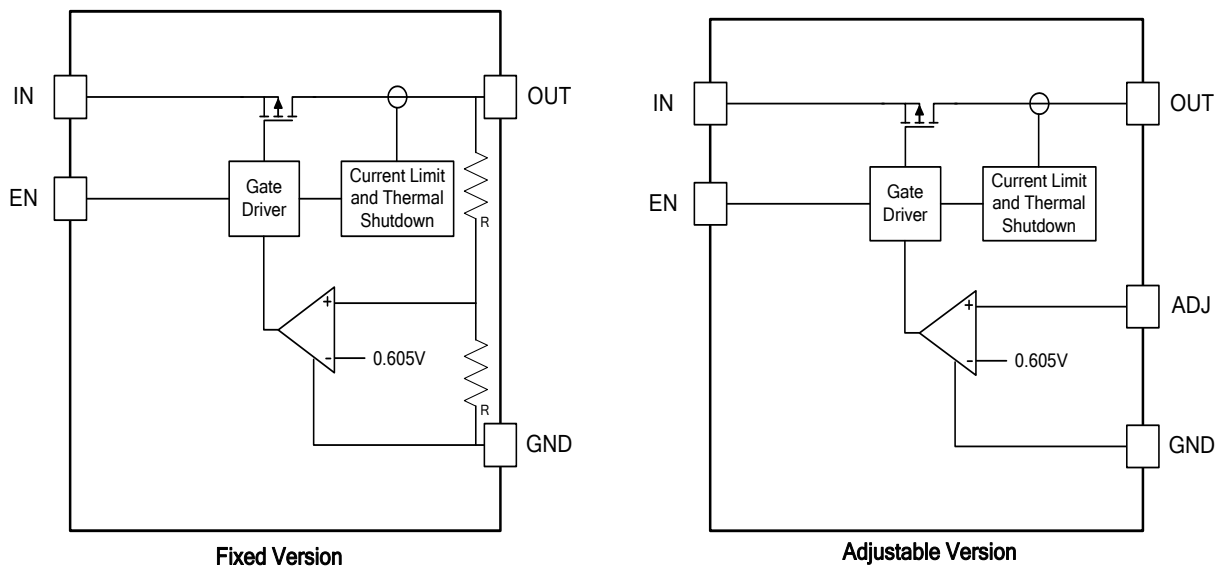 IN
OUT
EN
Gate
Driver
Current Limit
and Thermal
Shutdown
R
+
-
0.605V
R
GND
Fixed Version
IN
OUT
EN
Gate
Driver
Current Limit
and Thermal
Shutdown
+
ADJ
-
0.605V
GND
Adjustable Version